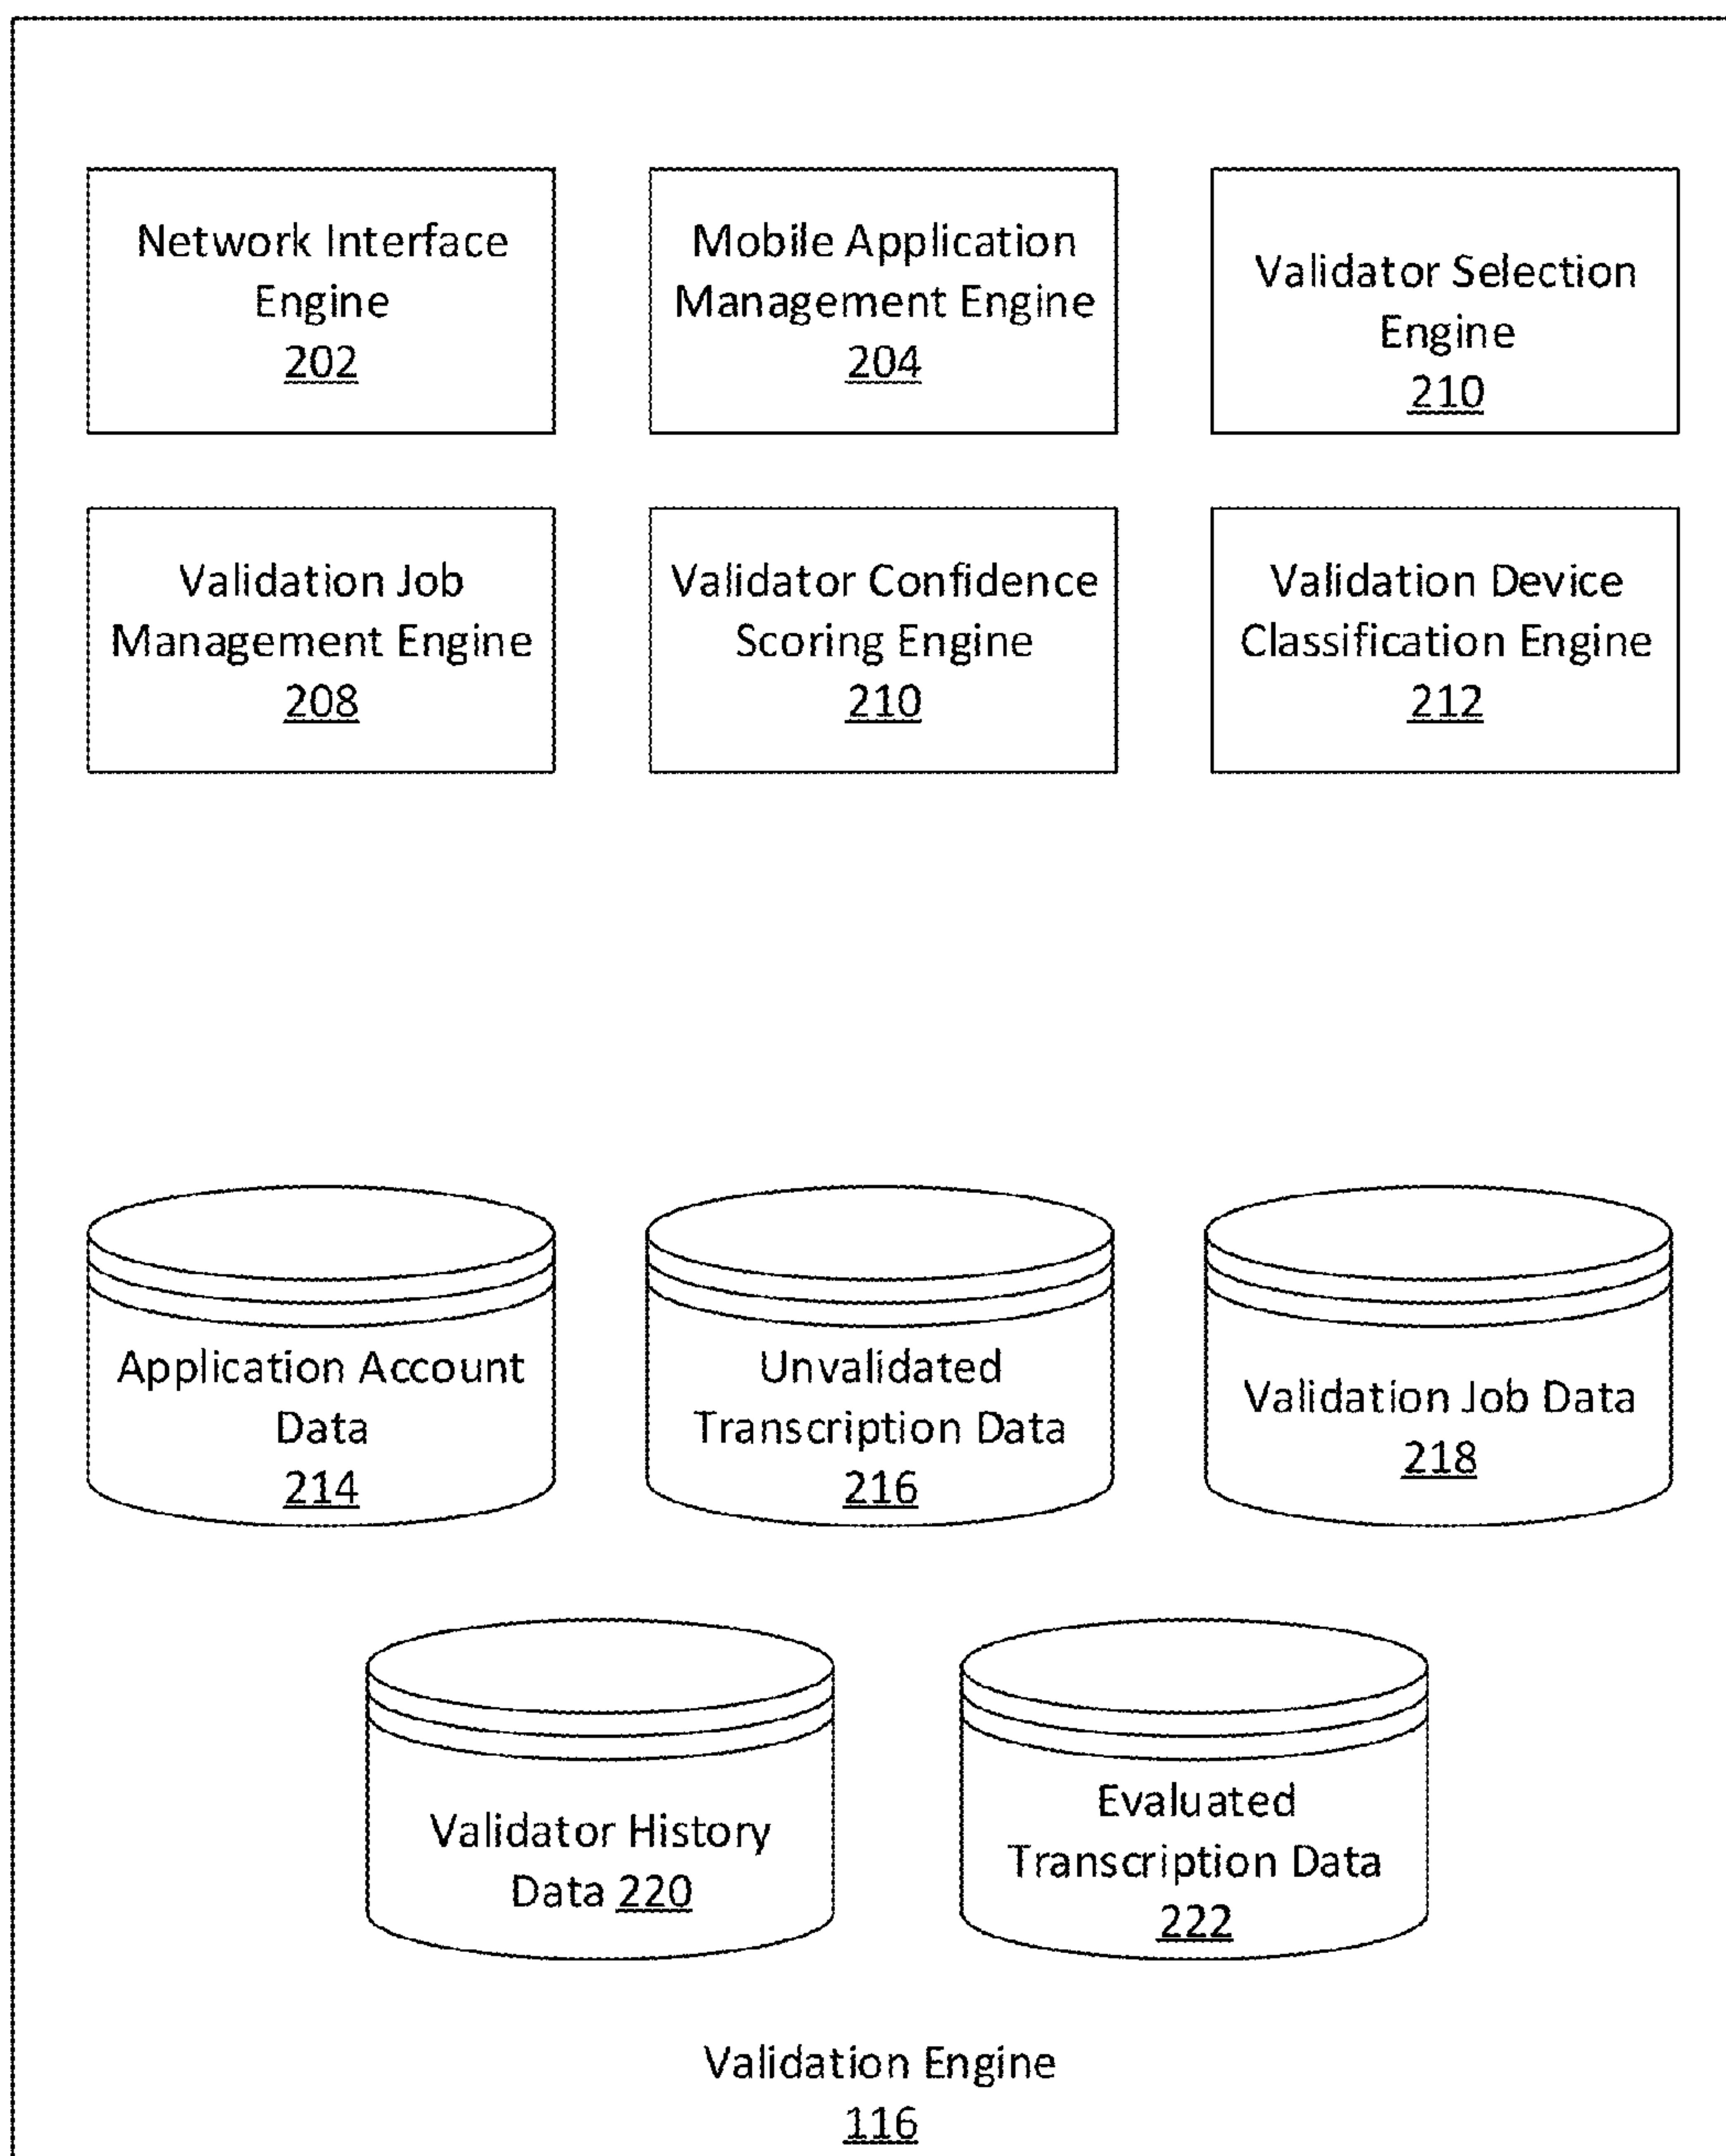 Network Interface
Engine
202
Mobile Application
Management Engine
204
Validator Selection
Engine
210
Validation Job
Management Engine
208
Validator Confidence
Scoring Engine
210
Validation Device
Classification Engine
212
Application Account
Data
214
Unvalidated
Transcription Data
216
Validation Job Data
218
Validator History
Data 220
Evaluated
Transcription Data
222
Validation Engine
116